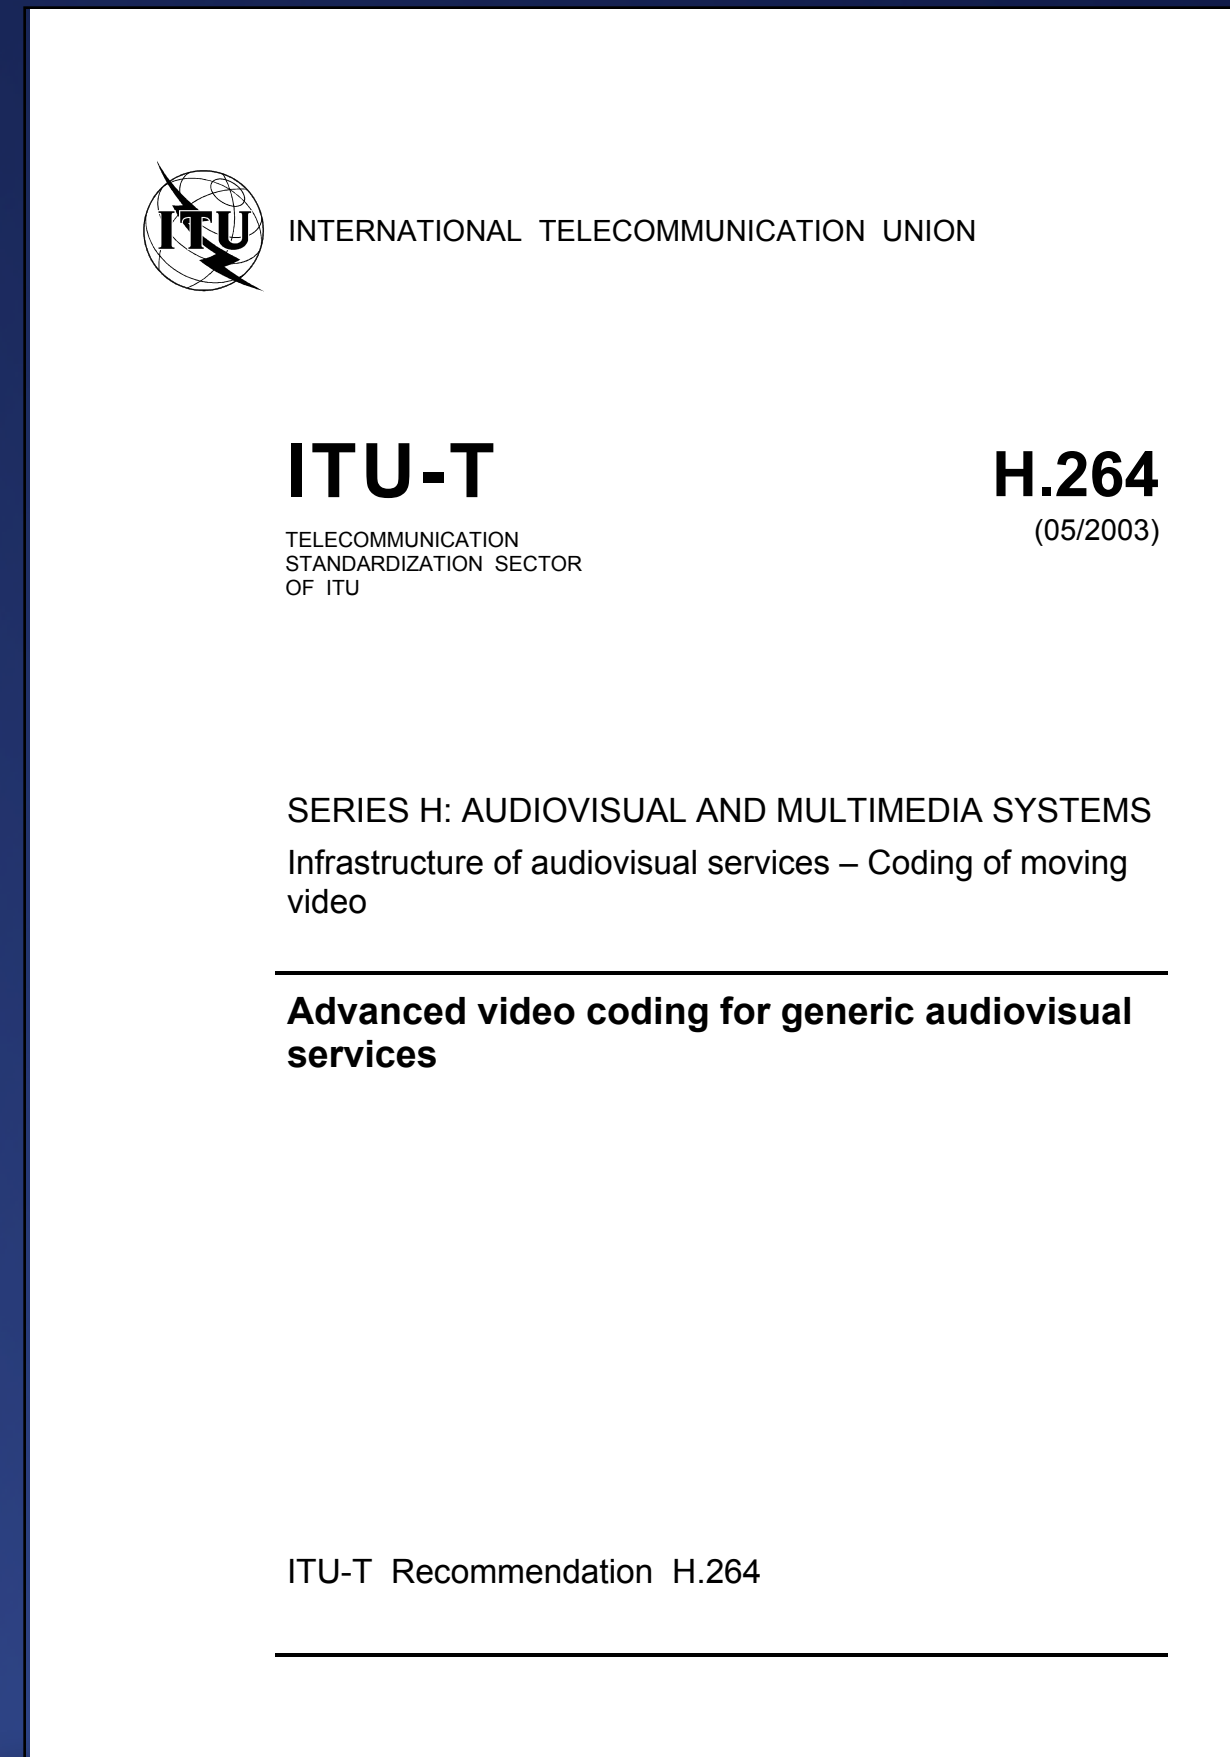 ITU
INTERNATIONAL TELECOMMUNICATION UNION
ITU-T
H.264
(05/2003)
TELECOMMUNICATION
STANDARDIZATION SECTOR
OF ITU
SERIES H: AUDIOVISUAL AND MULTIMEDIA SYSTEMS
Infrastructure of audiovisual services – Coding of moving
video
Advanced video coding for generic audiovisual
services
ITU-T Recommendation H.264